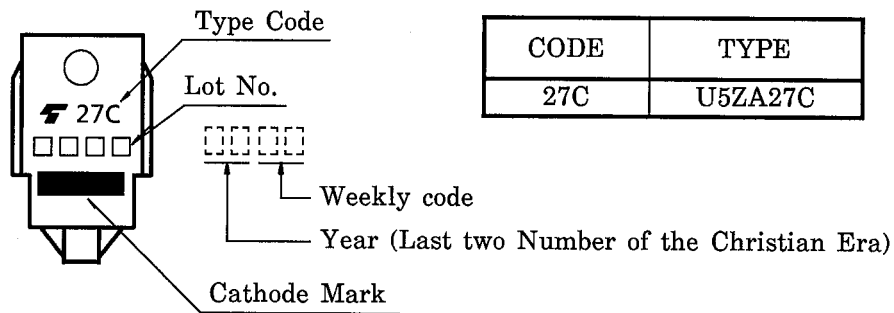 Type Code
Lot No.
27C
Weekly code
Year (Last two Number of the Christian Era)
Cathode Mark
CODE TYPE
27C U5ZA27C